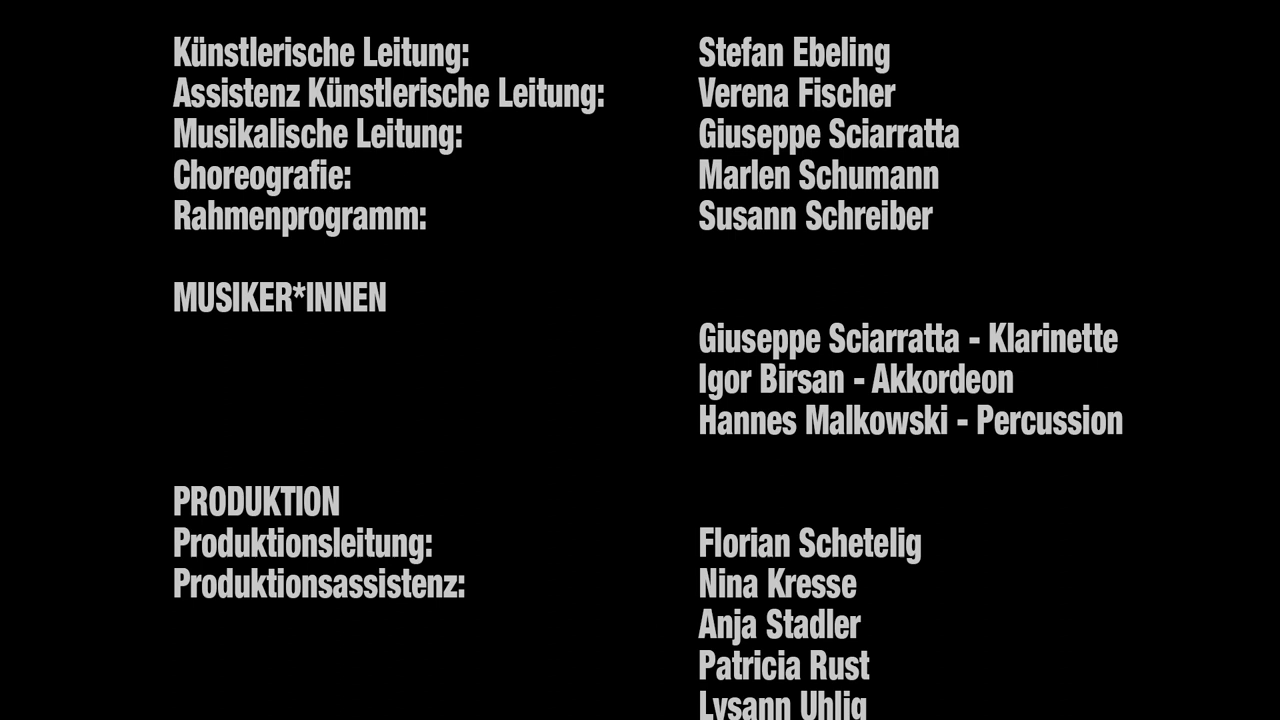 Künstlerische Leitung: Stefan Ebeling
Assistenz Künstlerische Leitung: Verena Fischer
Musikalische Leitung: Giuseppe Sciarratta
Choreografie: Marlen Schumann
Rahmenprogramm: Susann Schreiber
MUSIKER*INNEN
Giuseppe Sciarratta - Klarinette
Igor Birsan - Akkordeon
Hannes Malkowski - Percussion
PRODUKTION
Produktionsleitung: Florian Schetelig
Produktionsassistenz: Nina Kresse
Anja Stadler
Patricia Rust
Lysann Uhlig